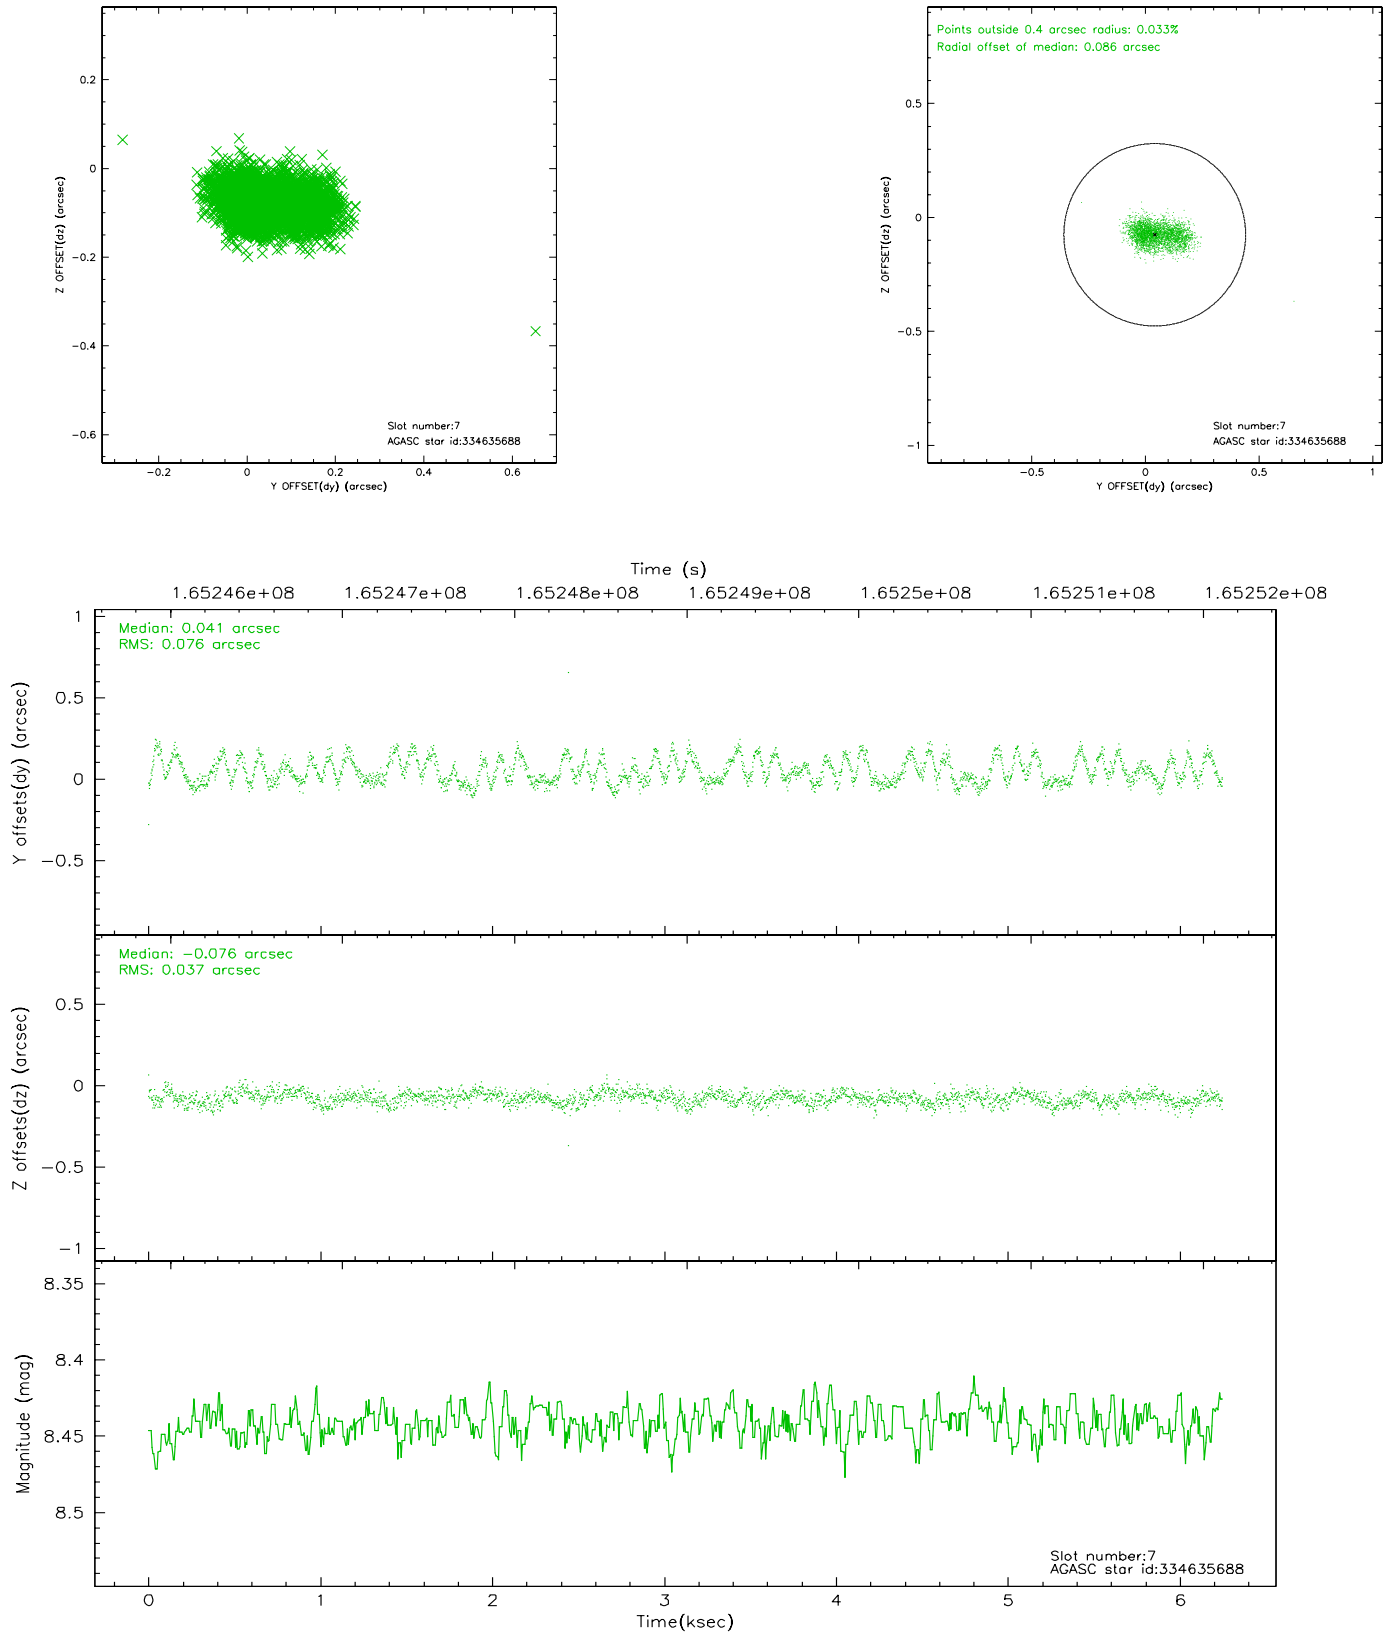 0.2
0
−0.2
−0.4
−0.6
Z OFFSET(dz) (arcsec)
Slot number:7
AGASC star id:334635688
−0.2 0 0.2 0.4 0.6
Y OFFSET(dy) (arcsec)
Points outside 0.4 arcsec radius: 0.033%
Radial offset of median: 0.086 arcsec
0.5
0
−0.5
−1
Z OFFSET(dz) (arcsec)
Slot number:7
AGASC star id:334635688
−0.5 0 0.5 1
Y OFFSET(dy) (arcsec)
Time (s)
1.65246e+08 1.65247e+08 1.65248e+08 1.65249e+08 1.6525e+08 1.65251e+08 1.65252e+08
Median: 0.041 arcsec
RMS: 0.076 arcsec
1
0.5
0
−0.5
Y offsets(dy) (arcsec)
Median: −0.076 arcsec
RMS: 0.037 arcsec
0.5
0
−0.5
−1
Z offsets(dz) (arcsec)
8.35
8.4
8.45
8.5
Magnitude (mag)
Slot number:7
AGASC star id:334635688
0 1 2 3 4 5 6
Time(ksec)